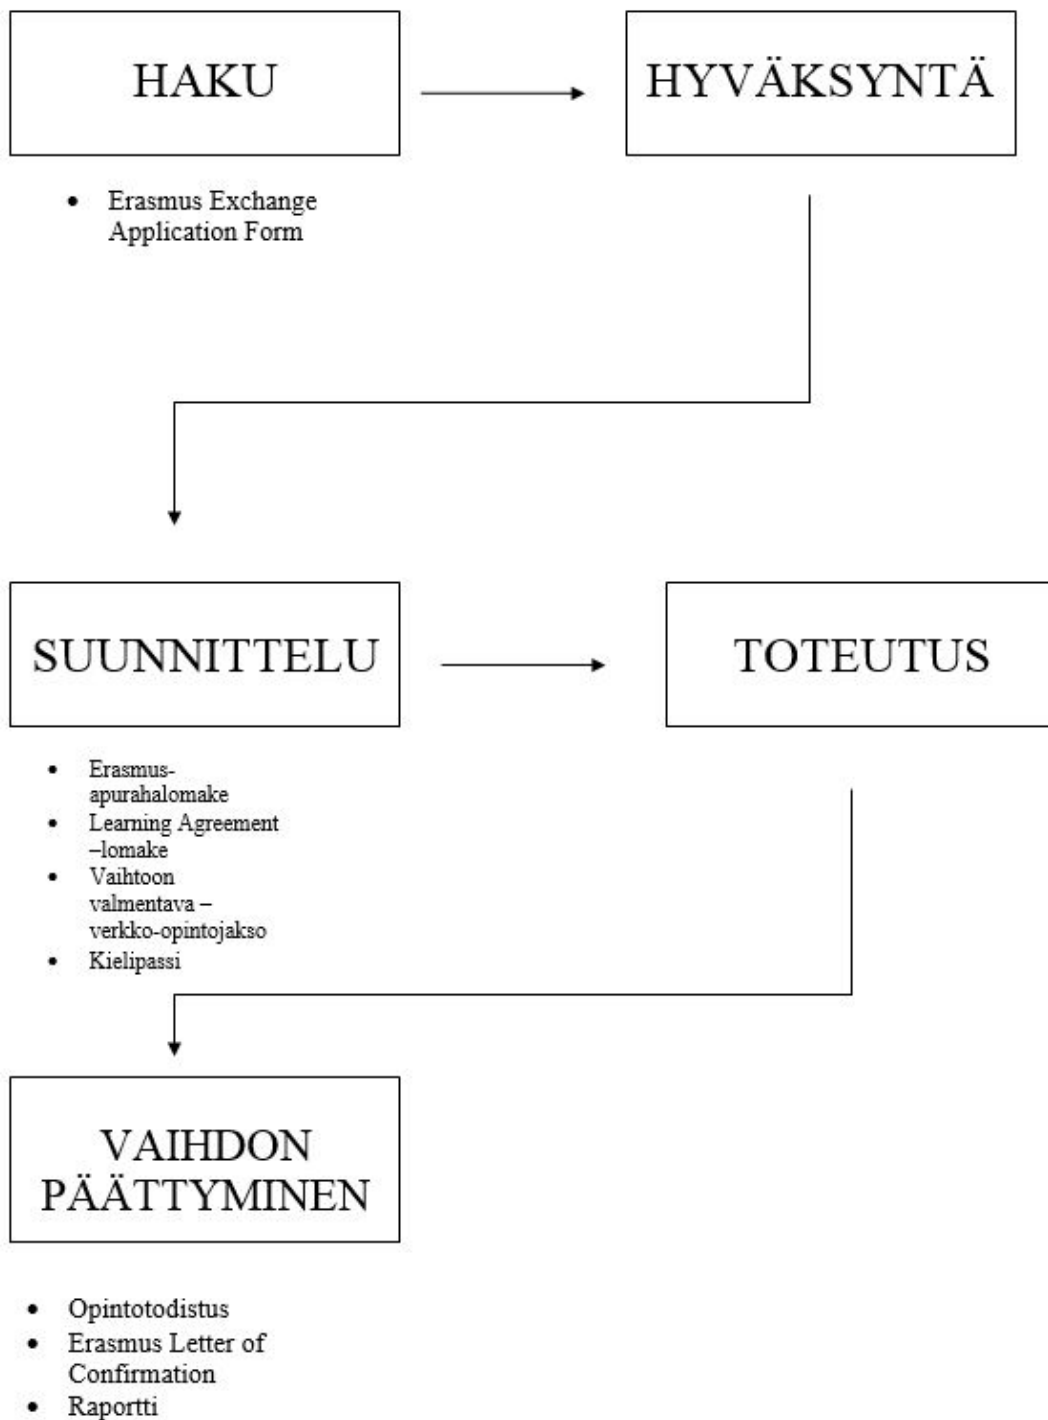 HAKU
HYVÄKSYNTÄ
• Erasmus Exchange
Application Form
SUUNNITTELU
TOTEUTUS
• Erasmus-
apurahalomake
• Learning Agreement
–lomake
• Vaihtoon
valmentava –
verkko-opintojakso
• Kielipassi
VAIHDON
PÄÄTTYMINEN
• Opintotodistus
• Erasmus Letter of
Confirmation
• Raportti